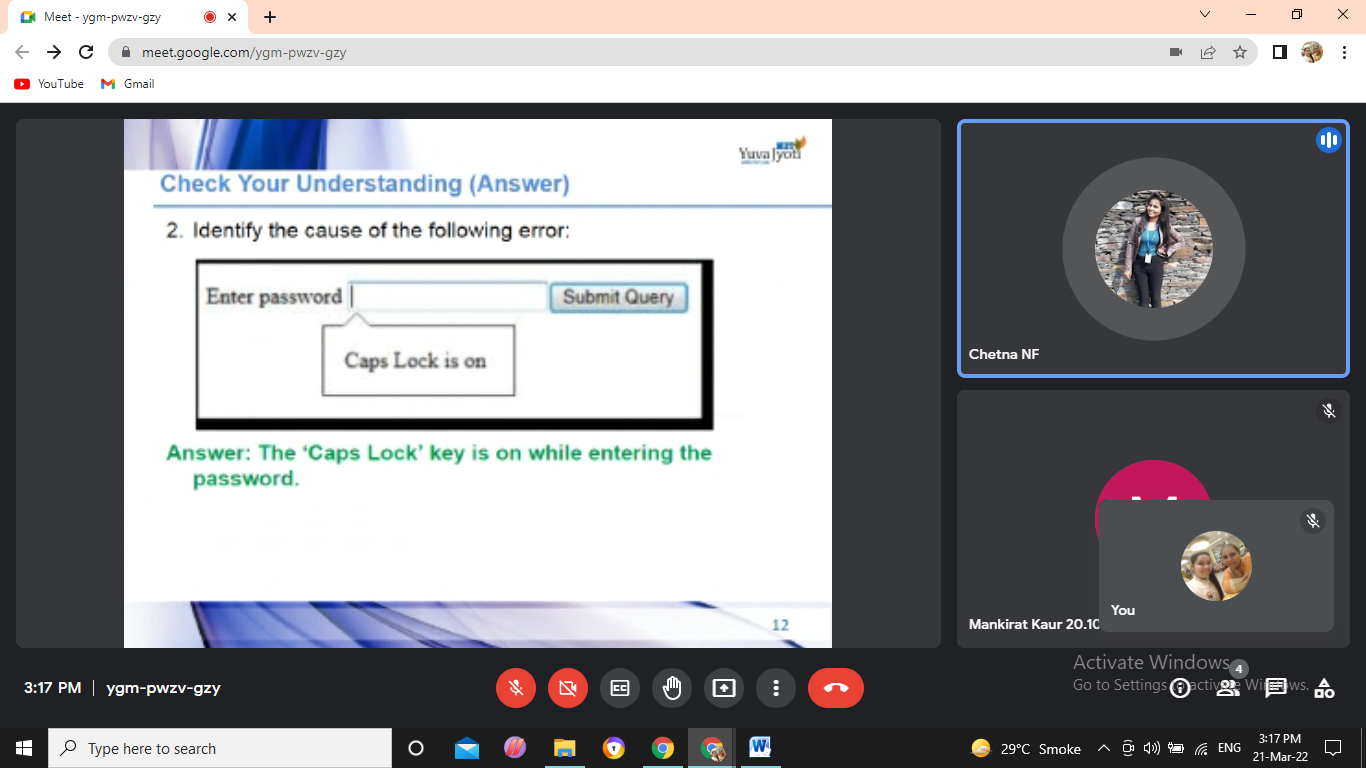 Meet - ygm-pwzv-gzy
meet.google.com/ygm-pwzv-gzy
YouTube
Gmail
Yuva Jyoti
Check Your Understanding (Answer)
2. Identify the cause of the following error:
Enter password
Submit Query
Caps Lock is on
Answer: The ‘Caps Lock’ key is on while entering the
password.
12
Chetna NF
Mankirat Kaur 20.10
You
Activate Windows
Go to Settings to activate Windows.
3:17 PM | ygm-pwzv-gzy
CC
4
Type here to search
29°C Smoke
ENG
3:17 PM
21-Mar-22